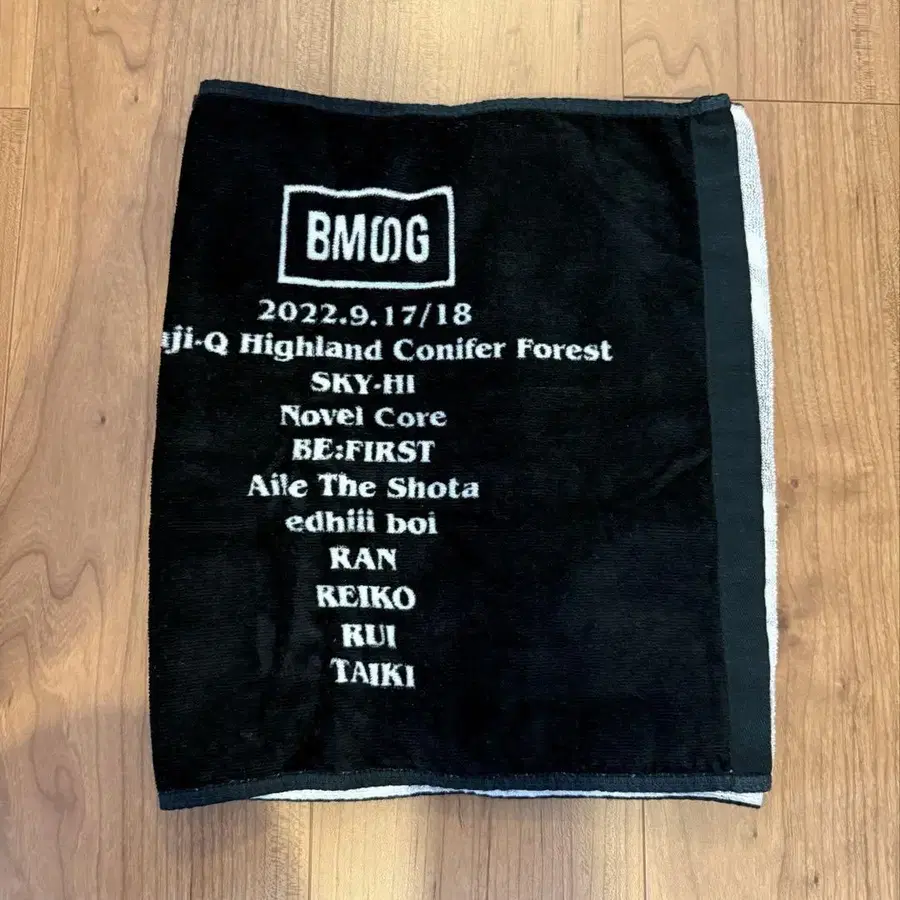 BMSG
2022.9.17/18
uji-Q Highland Conifer Forest
SKY-HI
Novel Core
BE:FIRST
Aile The Shota
edhiii boi
RAN
REIKO
RUI
TAIKI